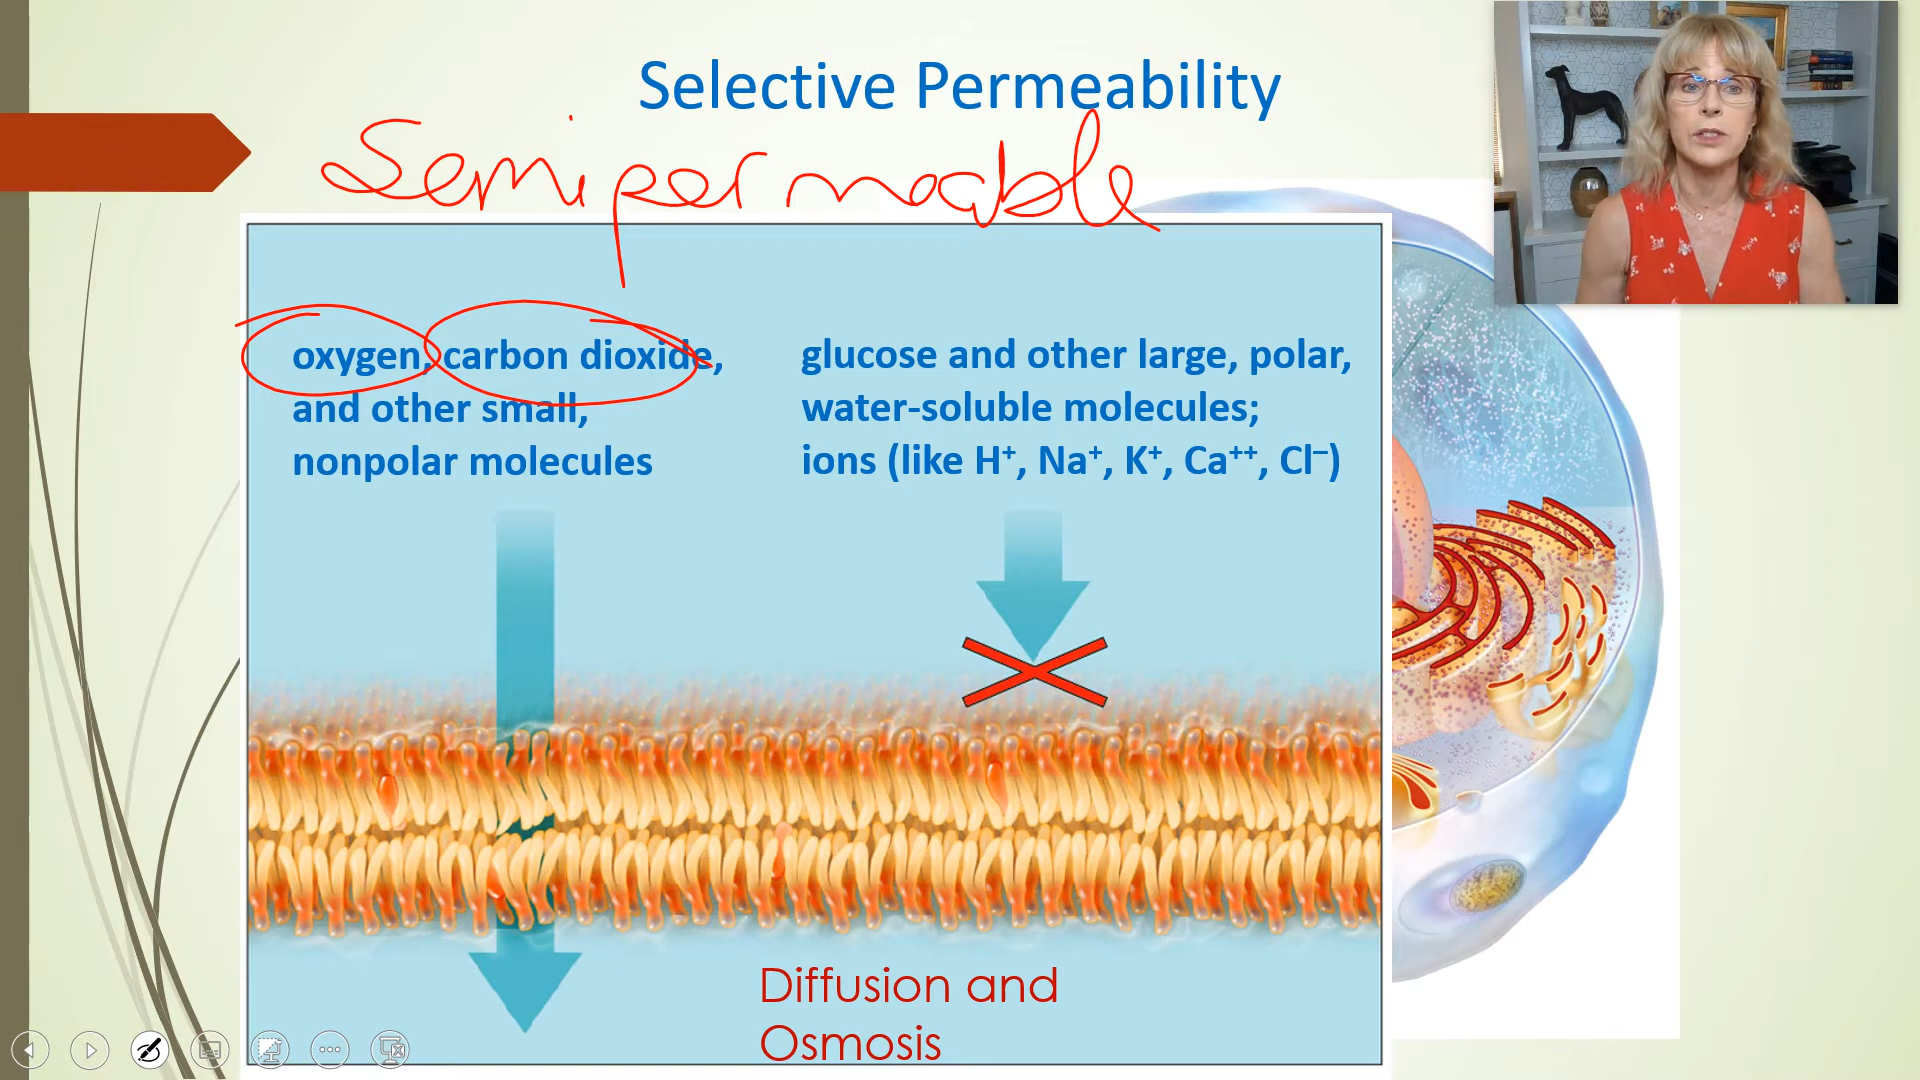 Selective Permeability
Semipermeable
oxygen, carbon dioxide,
and other small,
nonpolar molecules
glucose and other large, polar,
water-soluble molecules;
ions (like H⁺, Na⁺, K⁺, Ca⁺⁺, Cl⁻)
Diffusion and
Osmosis